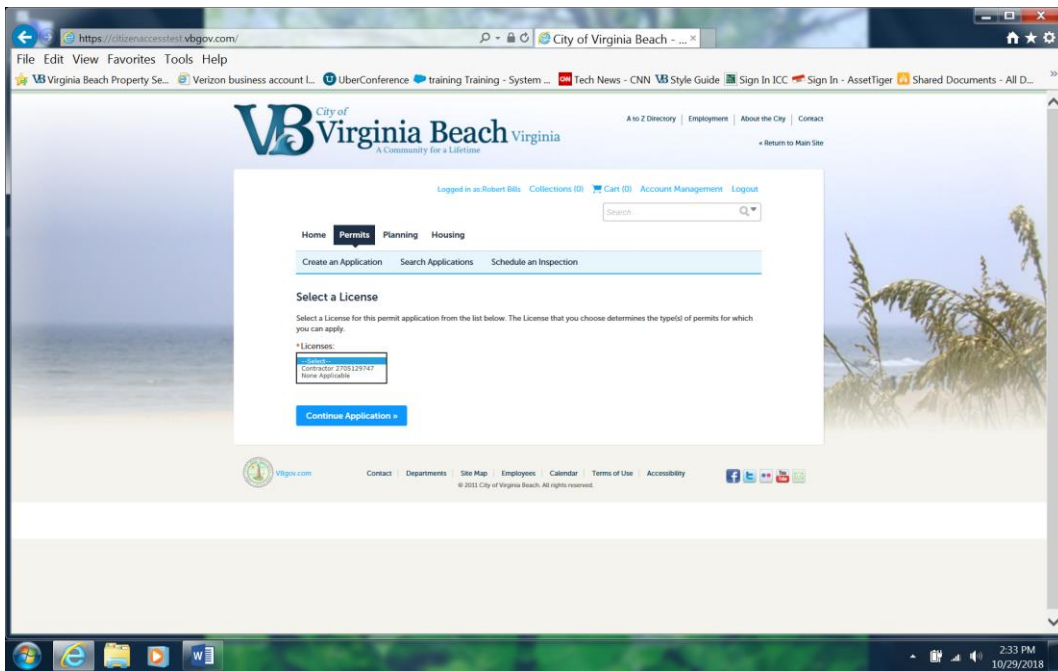 https://citizenaccesstest.vbgov.com/
City of Virginia Beach - ...
File Edit View Favorites Tools Help
Virginia Beach Property Se... Verizon business account l... UberConference training Training - System ... Tech News - CNN VB Style Guide Sign In ICC Sign In - AssetTiger Shared Documents - All D...
VB City of Virginia Beach Virginia
A Community for a Lifetime
A to Z Directory | Employment | About the City | Contact
« Return to Main Site
Logged in as:Robert Bills Collections (0) Cart (0) Account Management Logout
Search
Home Permits Planning Housing
Create an Application Search Applications Schedule an Inspection
Select a License
Select a License for this permit application from the list below. The License that you choose determines the type(s) of permits for which
you can apply.
*Licenses:
--Select--
Contractor 2705129747
None Applicable
Continue Application »
VBgov.com Contact | Departments | Site Map | Employees | Calendar | Terms of Use | Accessibility
© 2011 City of Virginia Beach. All rights reserved.
2:33 PM
10/29/2018